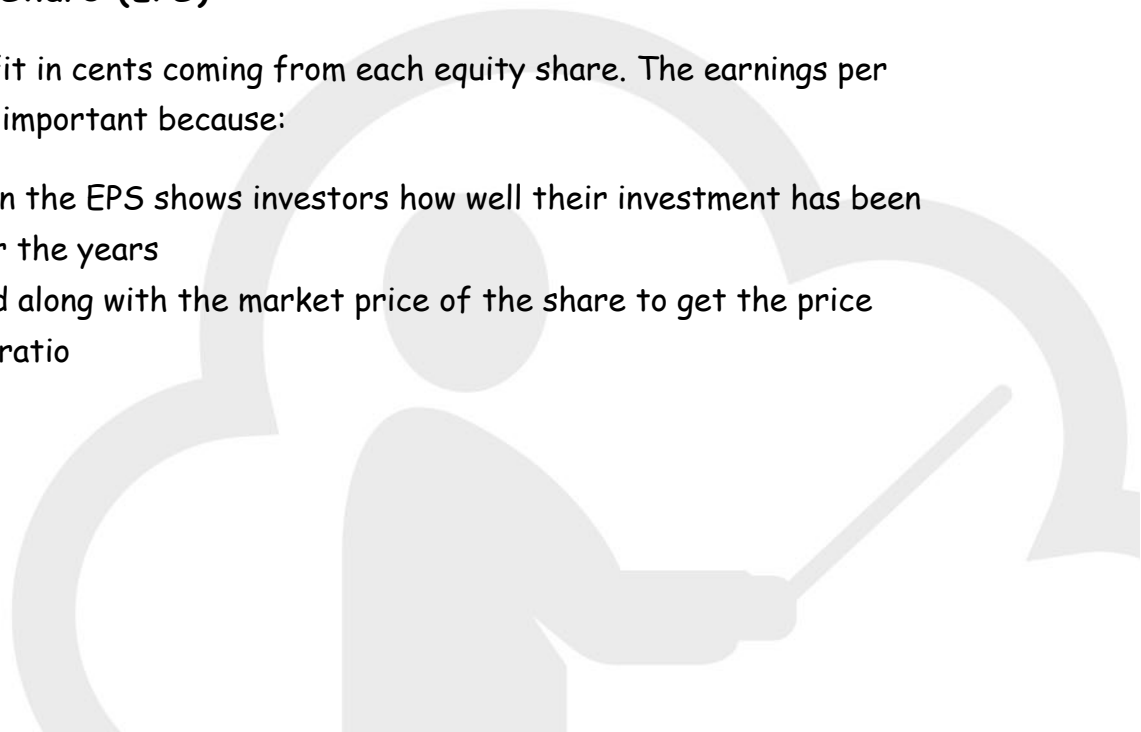 (EPS)
it in cents coming from each equity share. The earnings per
important because:
n the EPS shows investors how well their investment has been
the years
along with the market price of the share to get the price
ratio